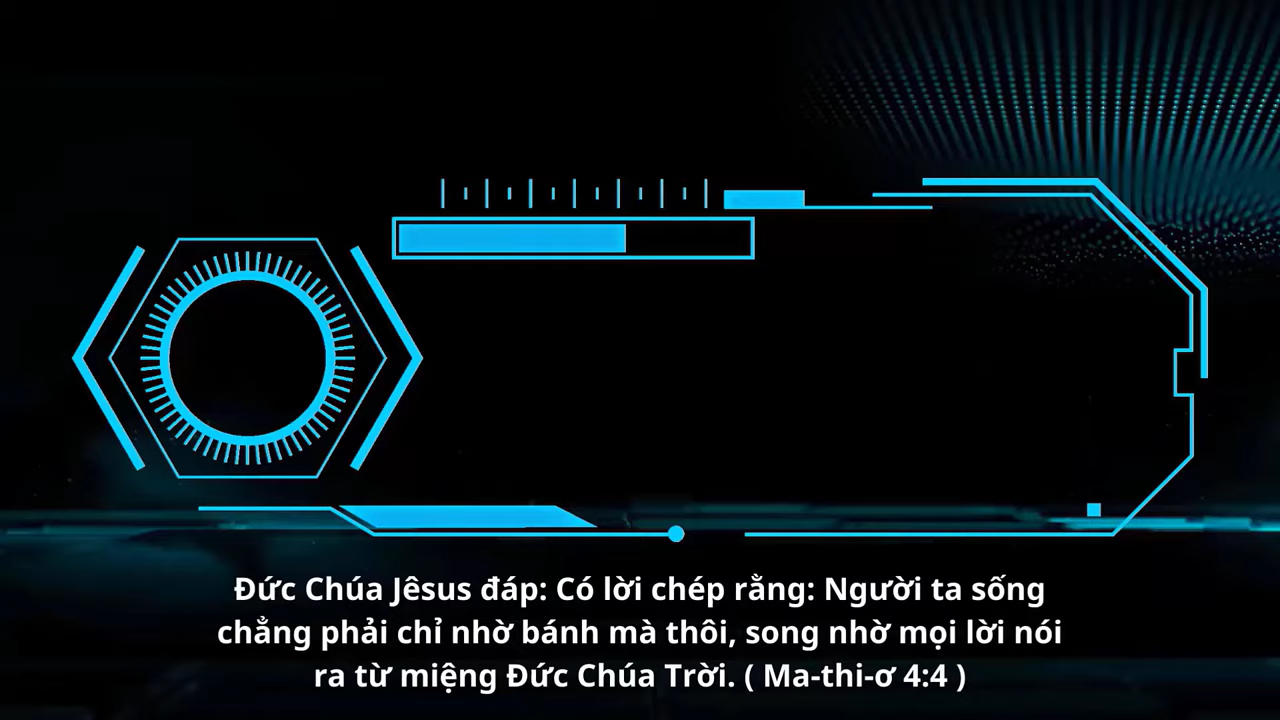 Đức Chúa Jêsus đáp: Có lời chép rằng: Người ta sống
chẳng phải chỉ nhờ bánh mà thôi, song nhờ mọi lời nói
ra từ miệng Đức Chúa Trời. ( Ma-thi-ơ 4:4 )